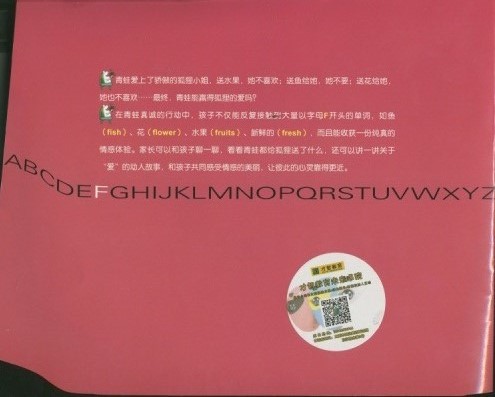 青蛙爱上了骄傲的狐狸小姐,送水果,她不喜欢;送鱼给她,她不要;送花给她,
她也不喜欢……最终,青蛙能赢得狐狸的爱吗?
在青蛙真诚的行动中,孩子不仅能反复接触到大量以字母F开头的单词,如鱼
(fish)、花(flower)、水果(fruits)、新鲜的(fresh),而且能收获一份纯真的
情感体验。家长可以和孩子聊一聊,看看青蛙都给狐狸送了什么,还可以讲一讲关于
“爱”的动人故事,和孩子共同感受情感的美丽,让彼此的心灵靠得更近。
ABCDEFGHIJKLMNOPQRSTUVWXYZ